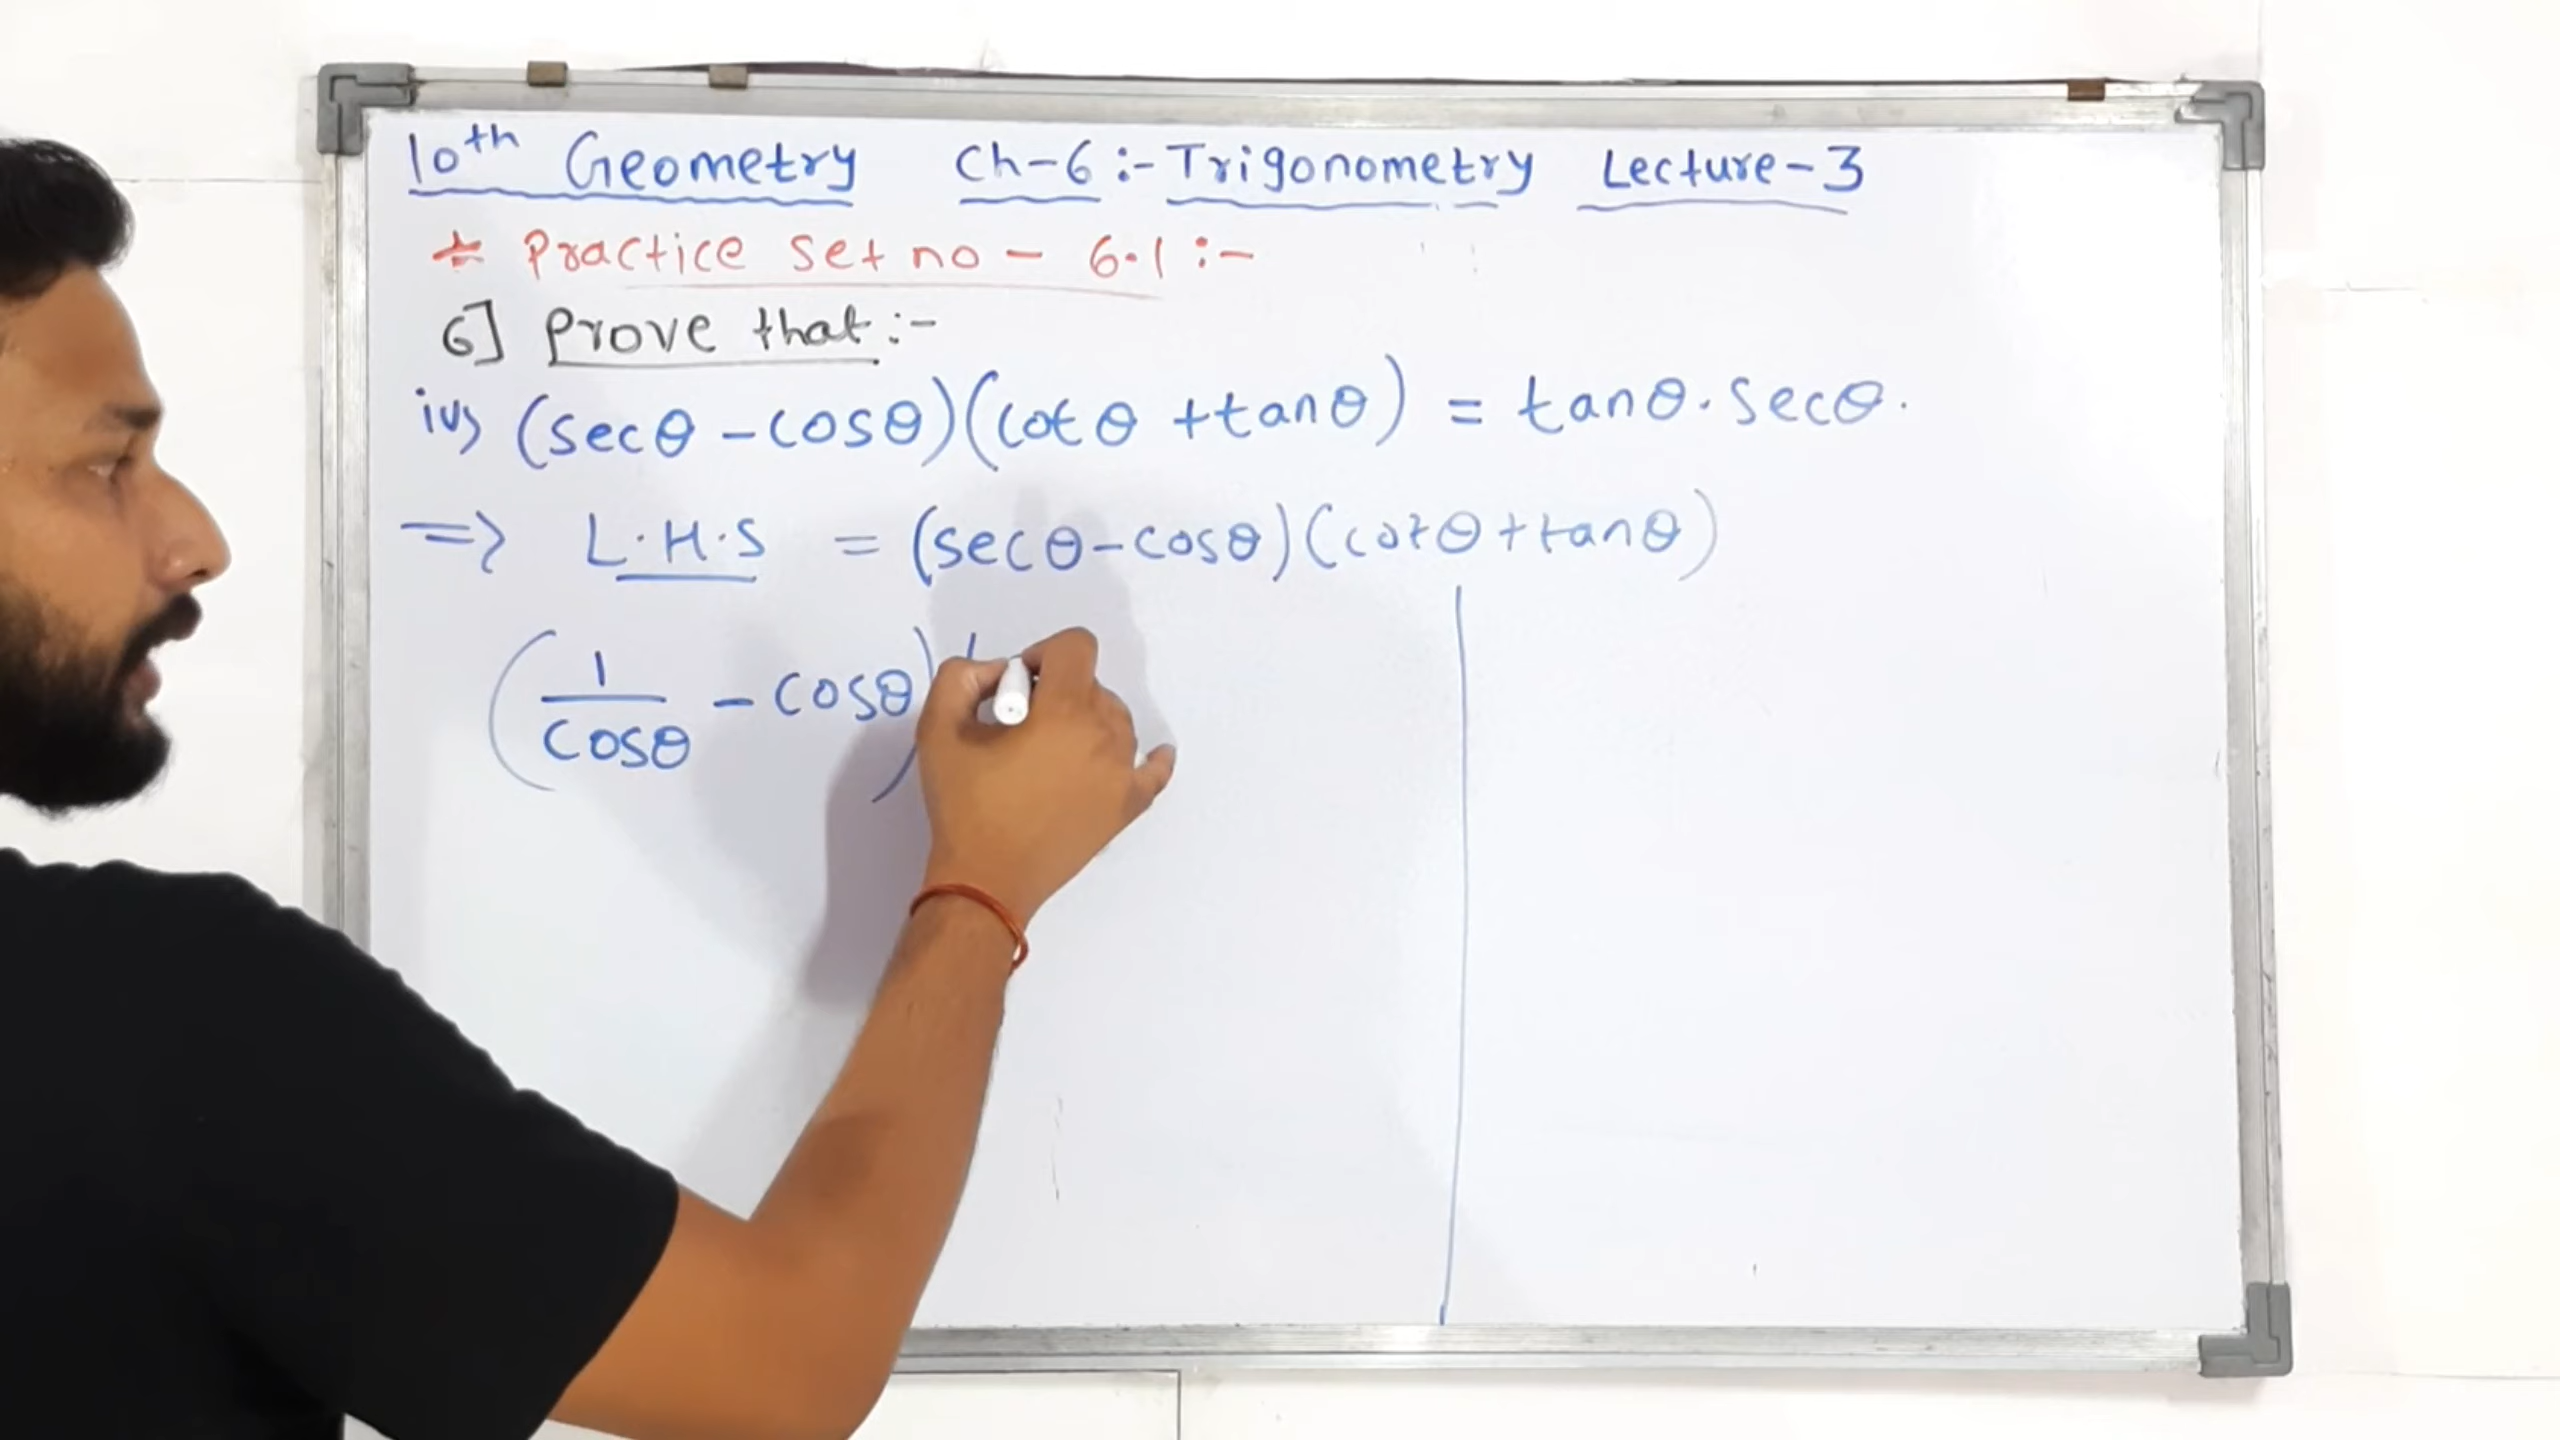 10th Geometry Ch-6:- Trigonometry Lecture-3
* Practice Set no - 6.1 :-
6] Prove that:-
iv) (secθ - cosθ)(cotθ + tanθ) = tanθ. secθ.
=> L.H.S = (secθ-cosθ)(cotθ+tanθ)
(1/cosθ - cosθ)(